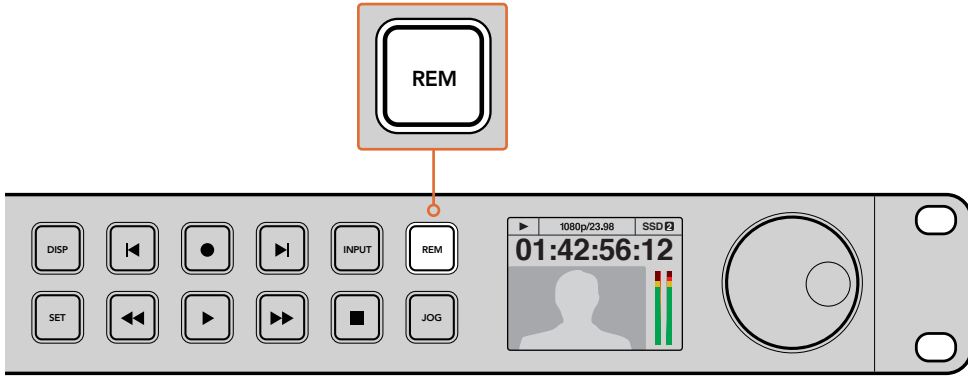 REM
DISP
INPUT
REM
1080p/23.98
SSD 2
01:42:56:12
SET
JOG